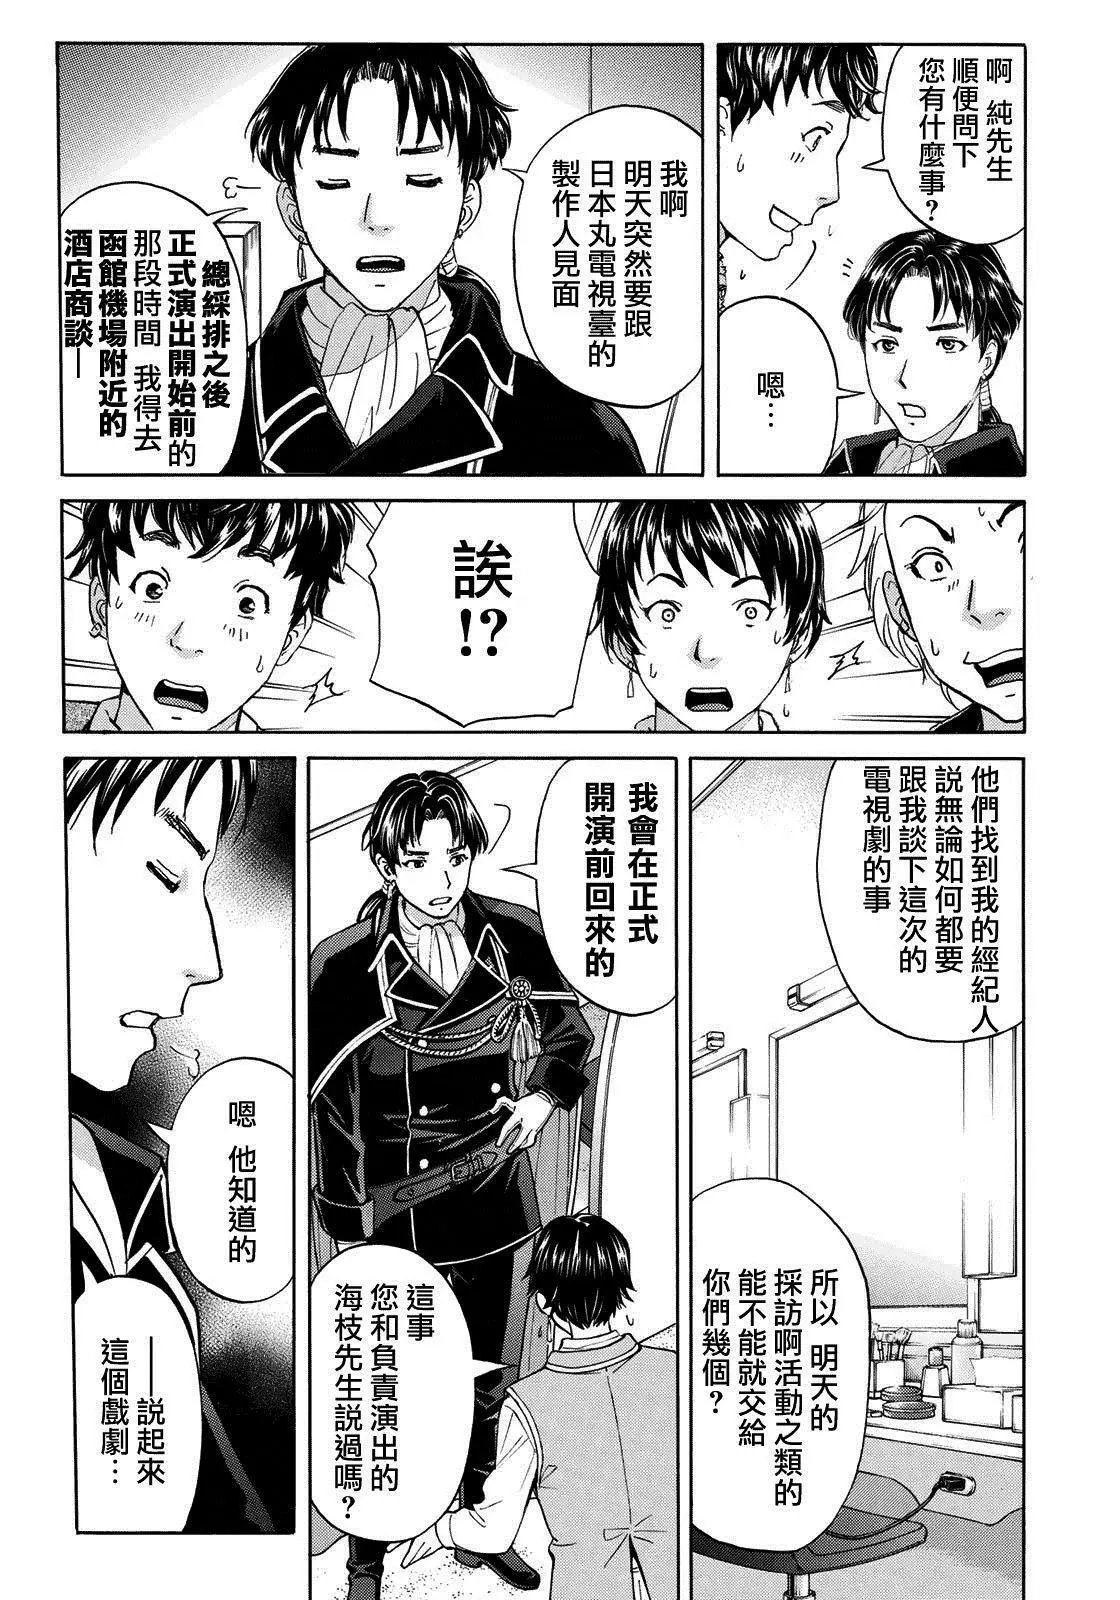 啊 純先生
順便問下
您有什麼事?
嗯…
我啊
明天突然要跟
日本丸電視臺的
製作人見面
總綵排之後
正式演出開始前的
那段時間 我得去
函館機場附近的
酒店商談—
誒!?
他們找到我的經紀人
說無論如何都要
跟我談下這次的
電視劇的事
所以 明天的
採訪啊活動之類的
能不能就交給
你們幾個?
我會在正式
開演前回來的
這事
您和負責演出的
海枝先生說過嗎?
嗯 他知道的
——說起來
這個戲劇…